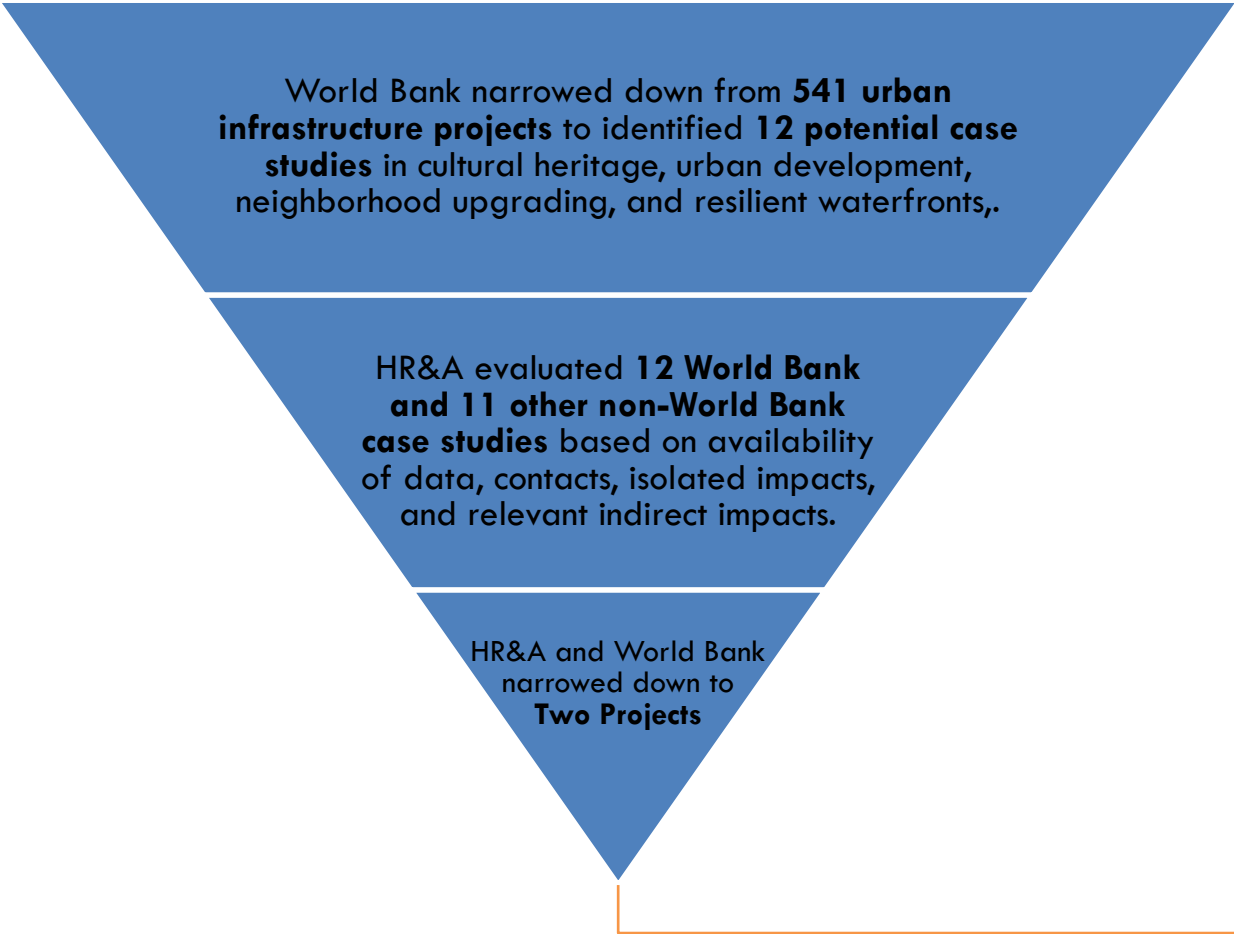 World Bank narrowed down from 541 urban
infrastructure projects to identified 12 potential case
studies in cultural heritage, urban development,
neighborhood upgrading, and resilient waterfronts,.
HR&A evaluated 12 World Bank
and 11 other non-World Bank
case studies based on availability
of data, contacts, isolated impacts,
and relevant indirect impacts.
HR&A and World Bank
narrowed down to
Two Projects